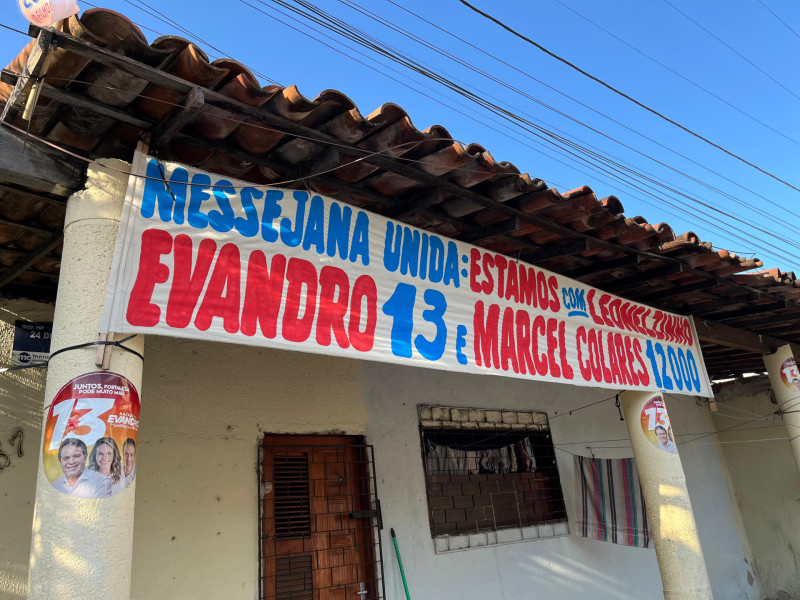 MESSEJANA UNIDA: ESTAMOS COM LEONELZINHO
EVANDRO 13 E MARCEL COLARES 12000
JUNTOS, FORTALEZA
PODE MUITO MAIS
13
EVANDRO
24 D
13